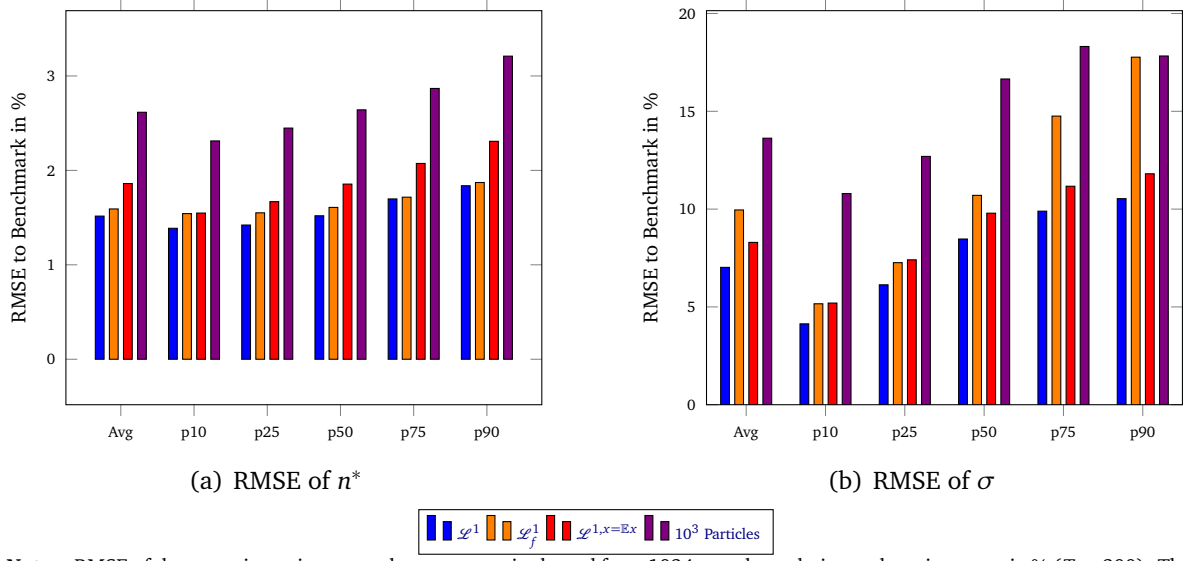 RMSE to Benchmark in %
3
2
1
0
Avg p10 p25 p50 p75 p90
(a) RMSE of n*
RMSE to Benchmark in %
20
15
10
5
0
Avg p10 p25 p50 p75 p90
(b) RMSE of σ
ℒ¹ ℒ¹_f ℒ^{1,x=𝔼x} 10³ Particles